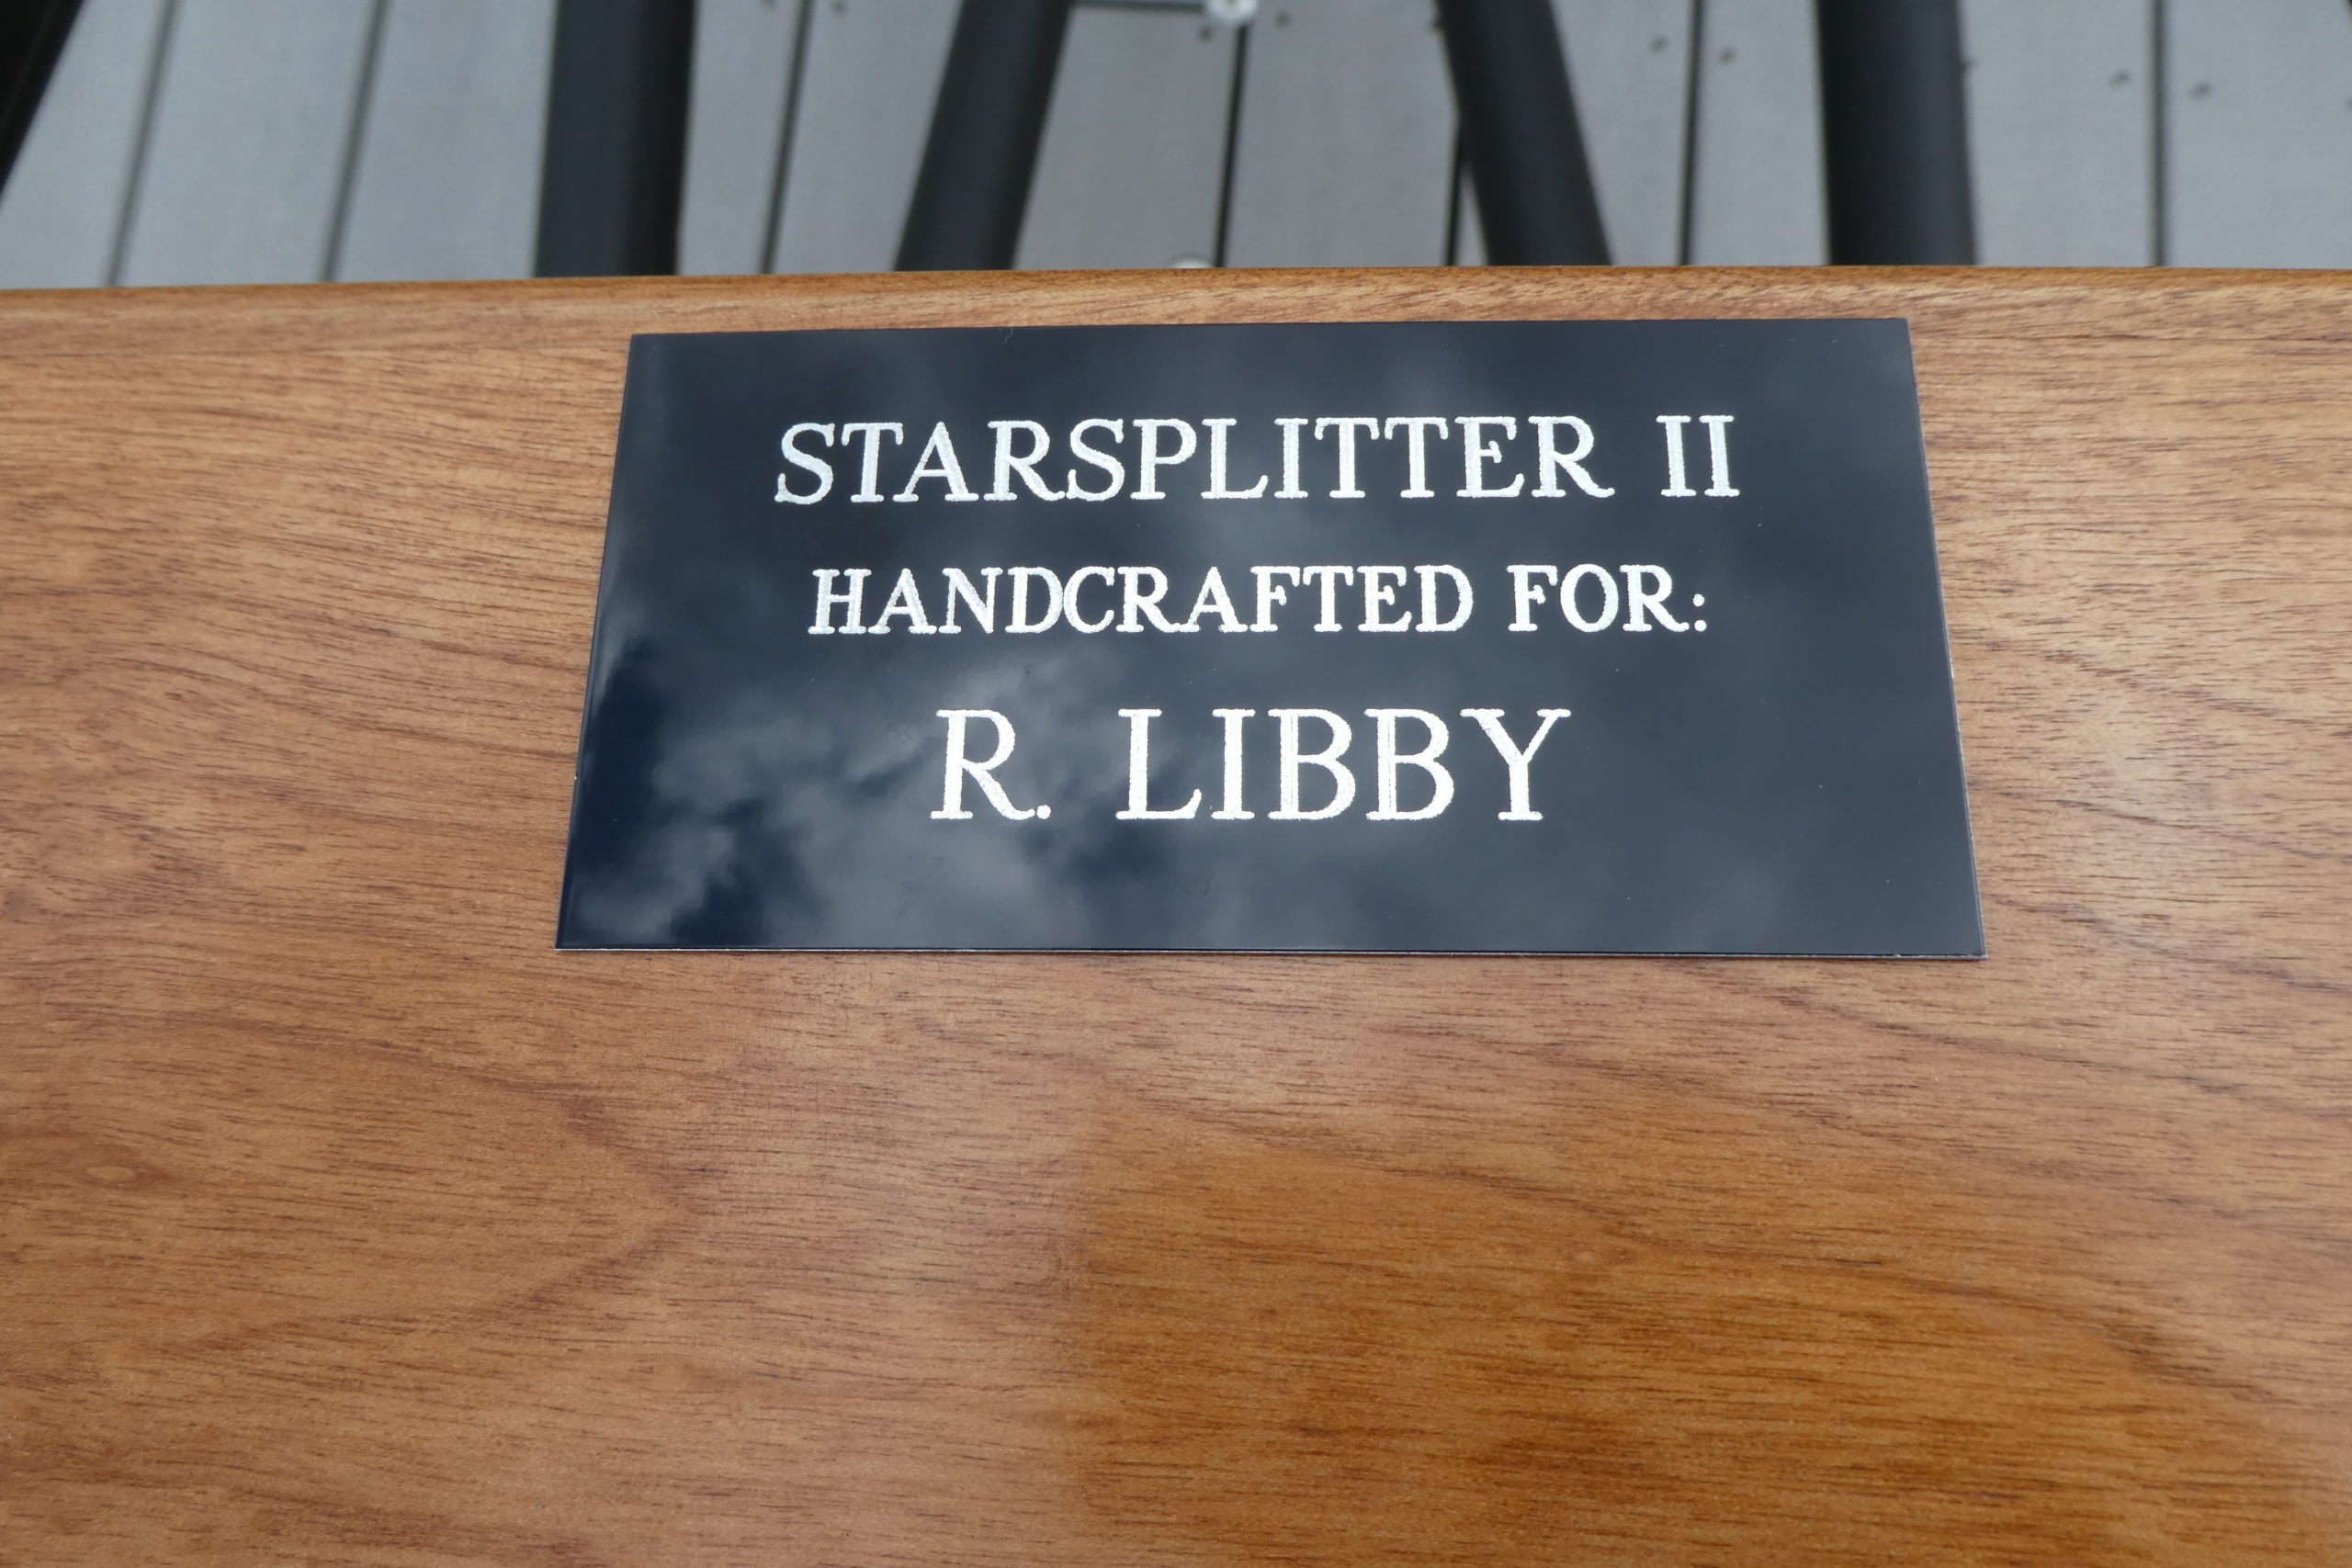 STARSPLITTER II
HANDCRAFTED FOR:
R. LIBBY